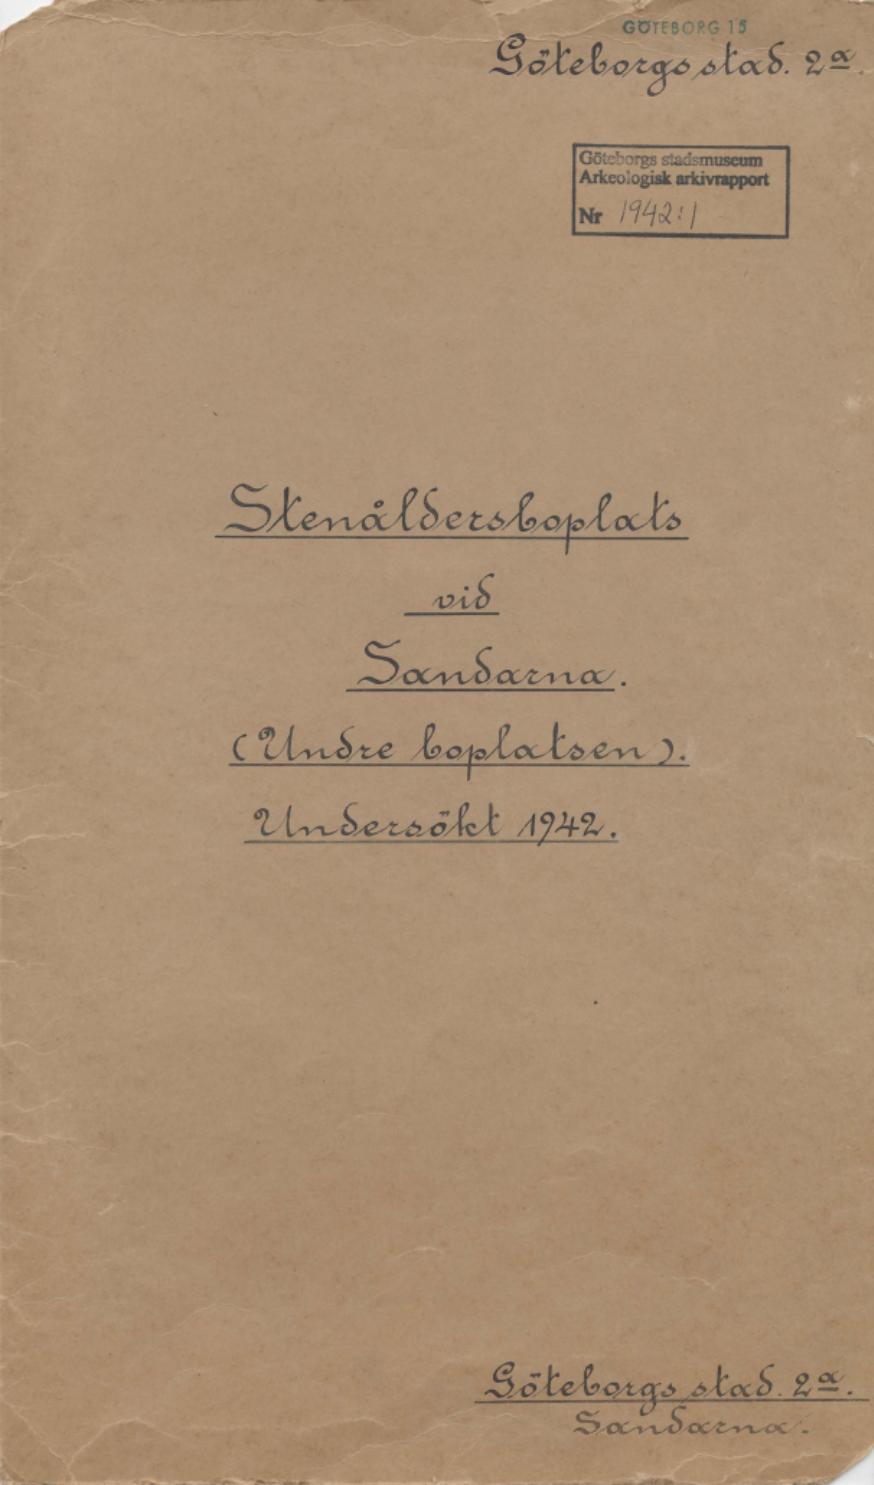 GÖTEBORG 15
Göteborgs stad. 2a.
Göteborgs stadsmuseum
Arkeologisk arkivrapport
Nr 1942:1
Stenåldersboplats
vid
Sandarna.
(Undre boplatsen).
Undersökt 1942.
Göteborgs stad. 2a.
Sandarna.